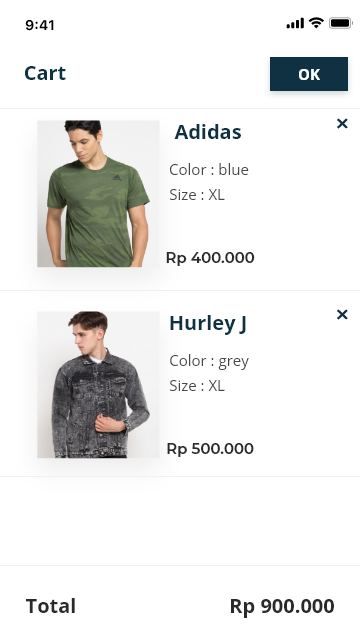 9:41
Cart
OK
Adidas
Color : blue
Size : XL
Rp 400.000
Hurley J
Color : grey
Size : XL
Rp 500.000
Total
Rp 900.000